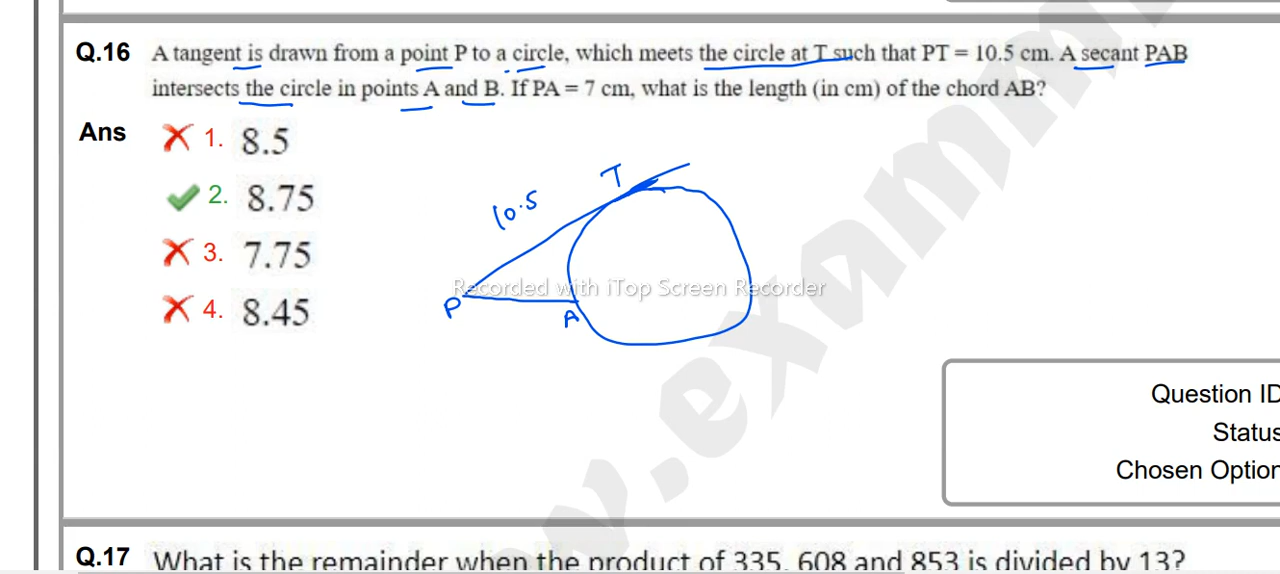 Q.16 A tangent is drawn from a point P to a circle, which meets the circle at T such that PT = 10.5 cm. A secant PAB
intersects the circle in points A and B. If PA = 7 cm, what is the length (in cm) of the chord AB?
Ans 1. 8.5
2. 8.75
3. 7.75
4. 8.45
T
10.5
Recorded with iTop Screen Recorder
P
A
Question ID
Status
Chosen Option
Q.17 What is the remainder when the product of 335, 608 and 853 is divided by 13?